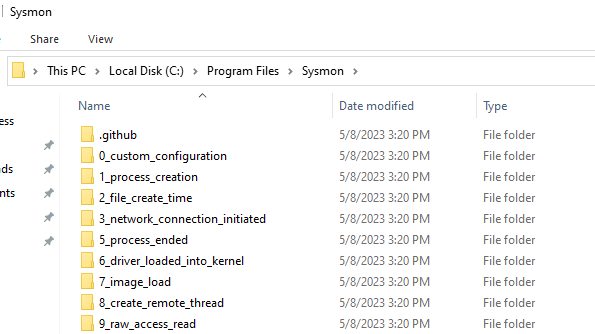 Sysmon
Share View
This PC Local Disk (C:) Program Files Sysmon
Name Date modified Type
.github 5/8/2023 3:20 PM File folder
0_custom_configuration 5/8/2023 3:20 PM File folder
1_process_creation 5/8/2023 3:20 PM File folder
2_file_create_time 5/8/2023 3:20 PM File folder
3_network_connection_initiated 5/8/2023 3:20 PM File folder
5_process_ended 5/8/2023 3:20 PM File folder
6_driver_loaded_into_kernel 5/8/2023 3:20 PM File folder
7_image_load 5/8/2023 3:20 PM File folder
8_create_remote_thread 5/8/2023 3:20 PM File folder
9_raw_access_read 5/8/2023 3:20 PM File folder